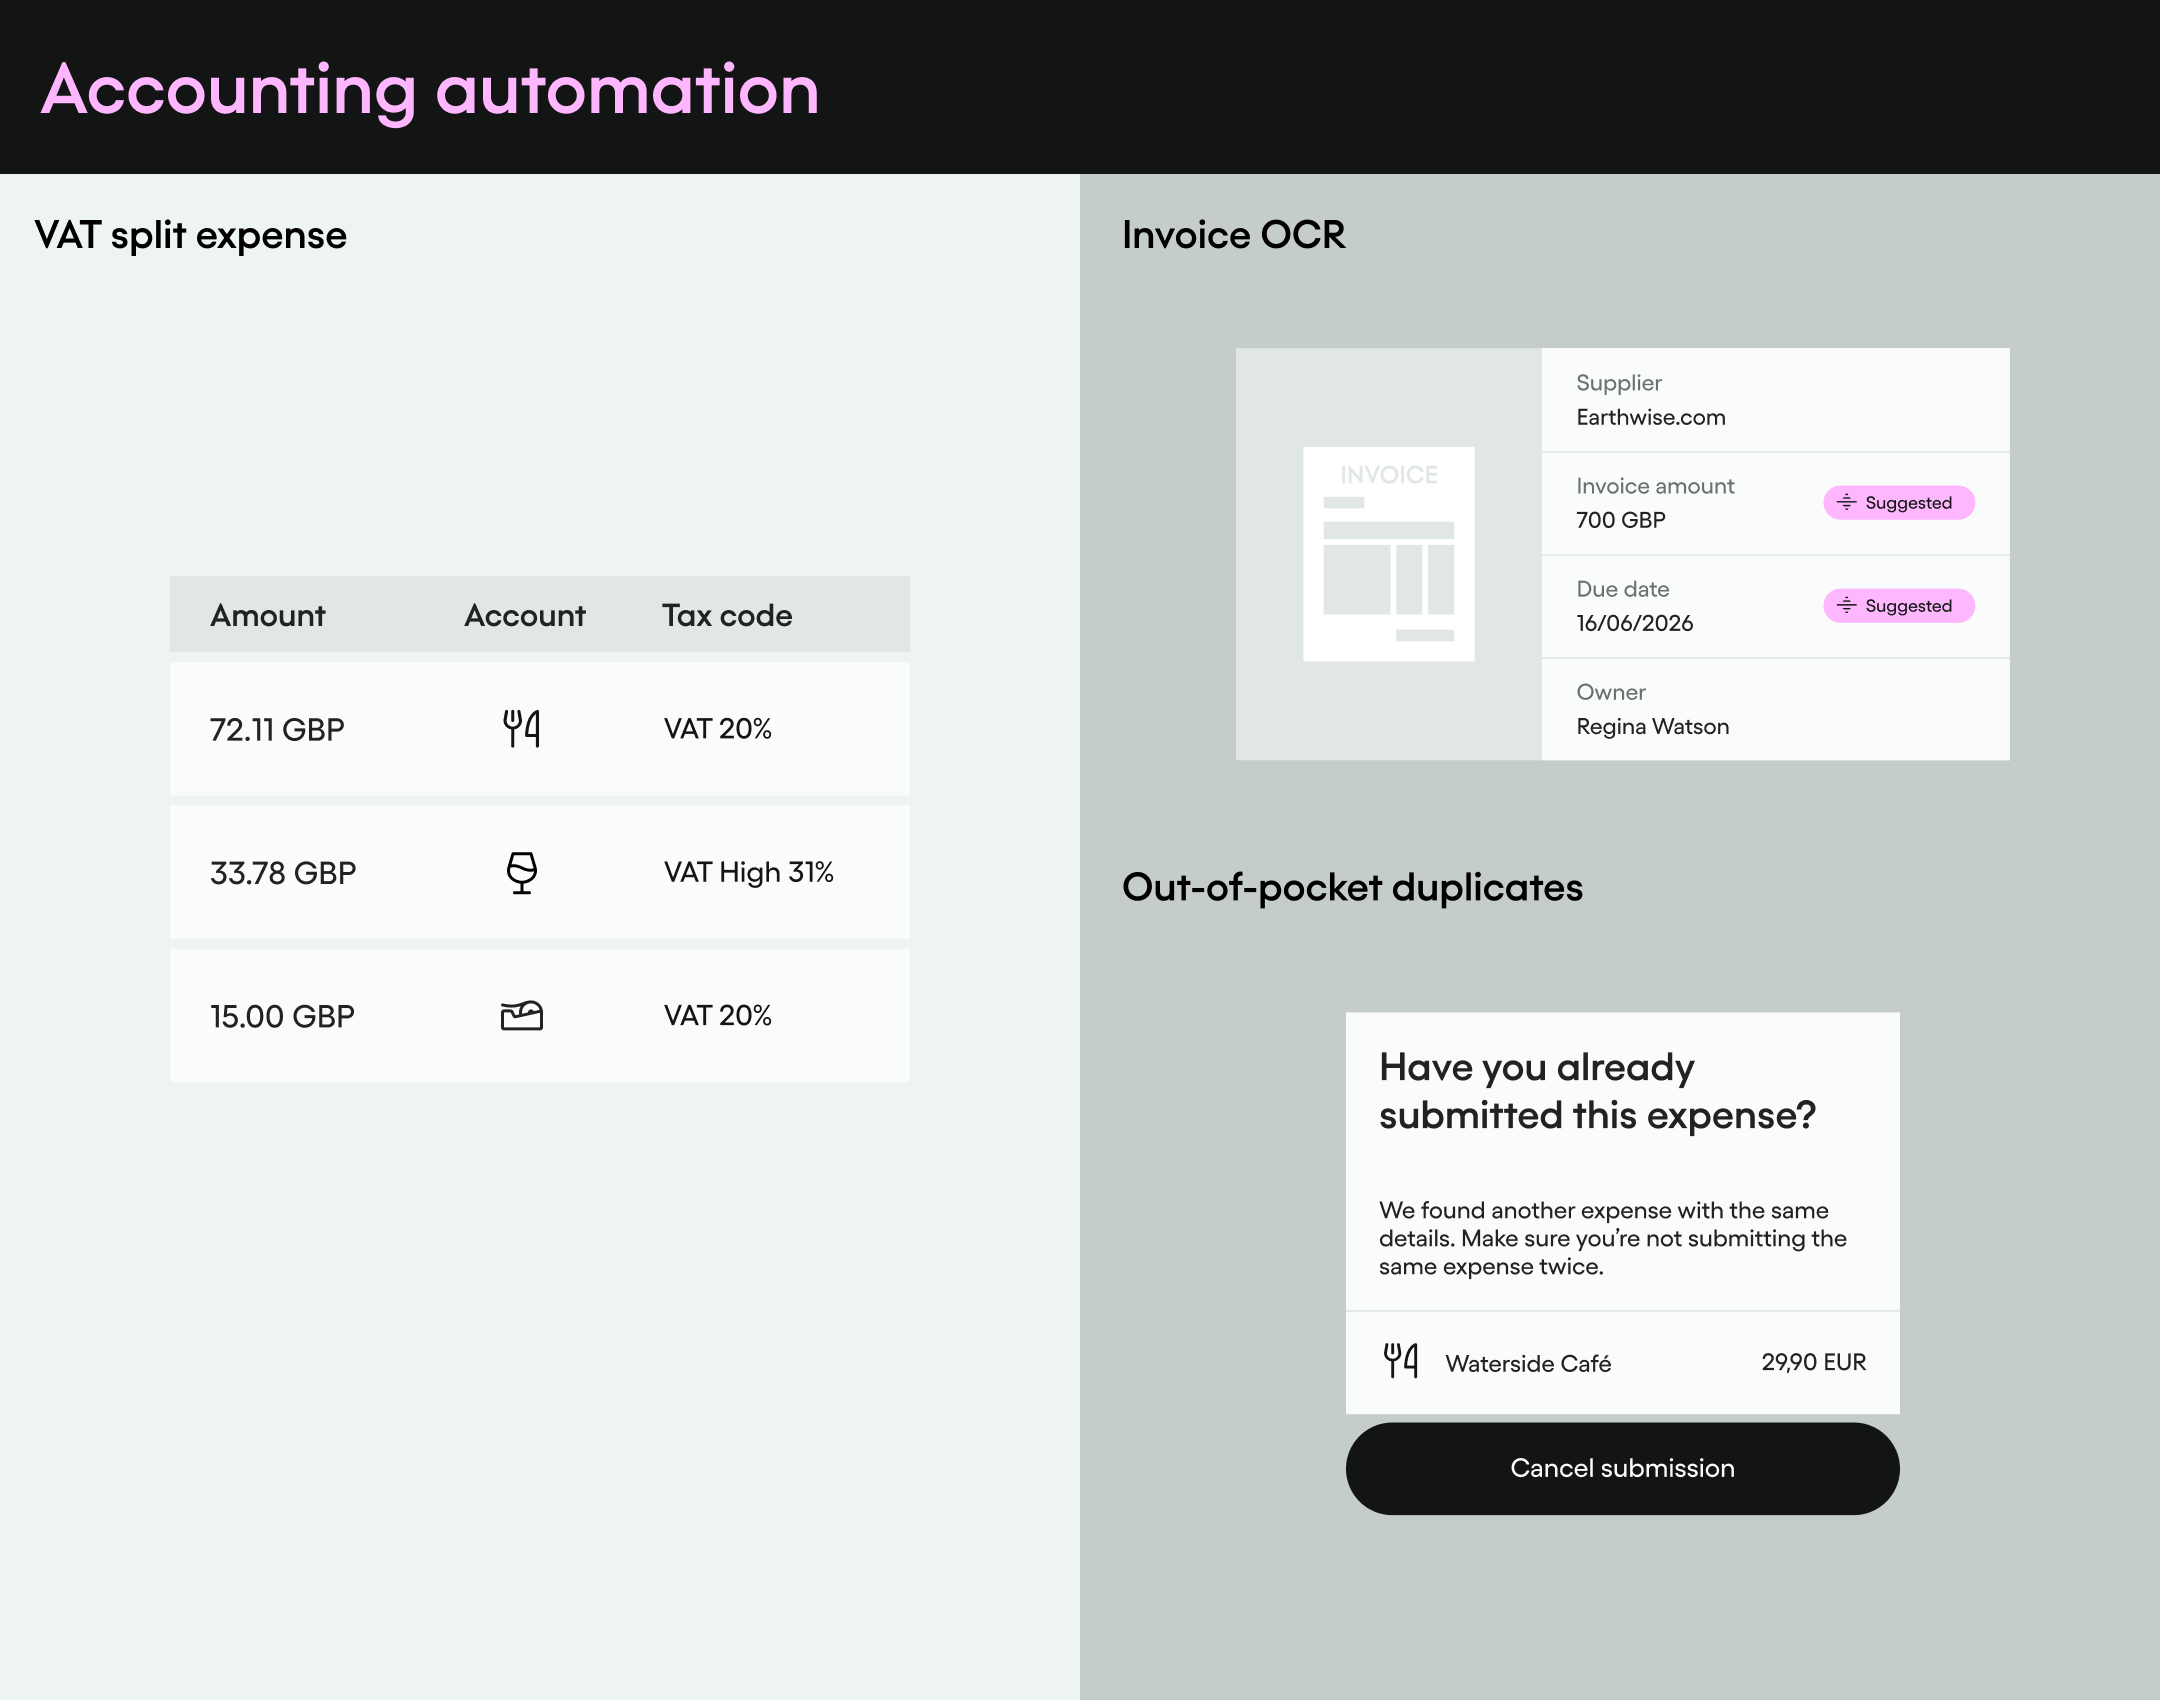 Accounting automation
VAT split expense
Amount Account Tax code
72.11 GBP VAT 20%
33.78 GBP VAT High 31%
15.00 GBP VAT 20%
Invoice OCR
INVOICE
Supplier
Earthwise.com
Invoice amount
700 GBP
Suggested
Due date
16/06/2026
Suggested
Owner
Regina Watson
Out-of-pocket duplicates
Have you already
submitted this expense?
We found another expense with the same
details. Make sure you’re not submitting the
same expense twice.
Waterside Café 29,90 EUR
Cancel submission